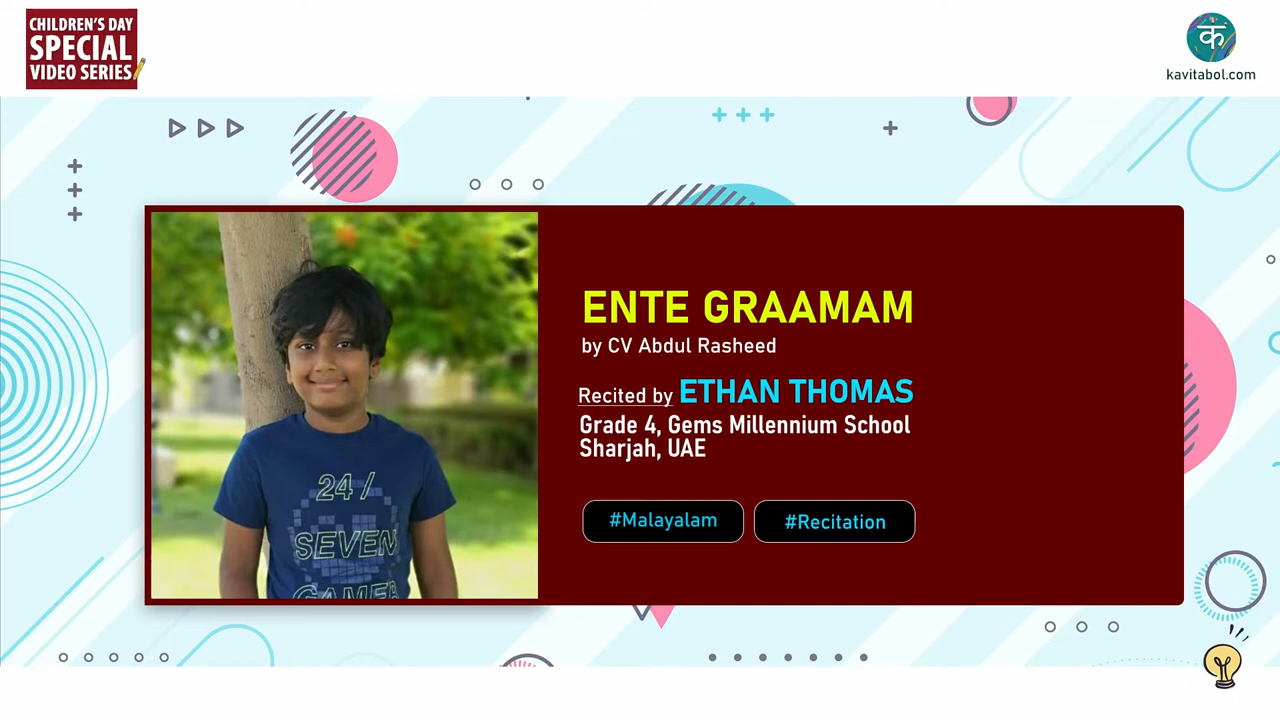 CHILDREN'S DAY
SPECIAL
VIDEO SERIES
क
kavitabol.com
ENTE GRAAMAM
by CV Abdul Rasheed
Recited by ETHAN THOMAS
Grade 4, Gems Millennium School
Sharjah, UAE
#Malayalam
#Recitation
24/
SEVEN
GAMER